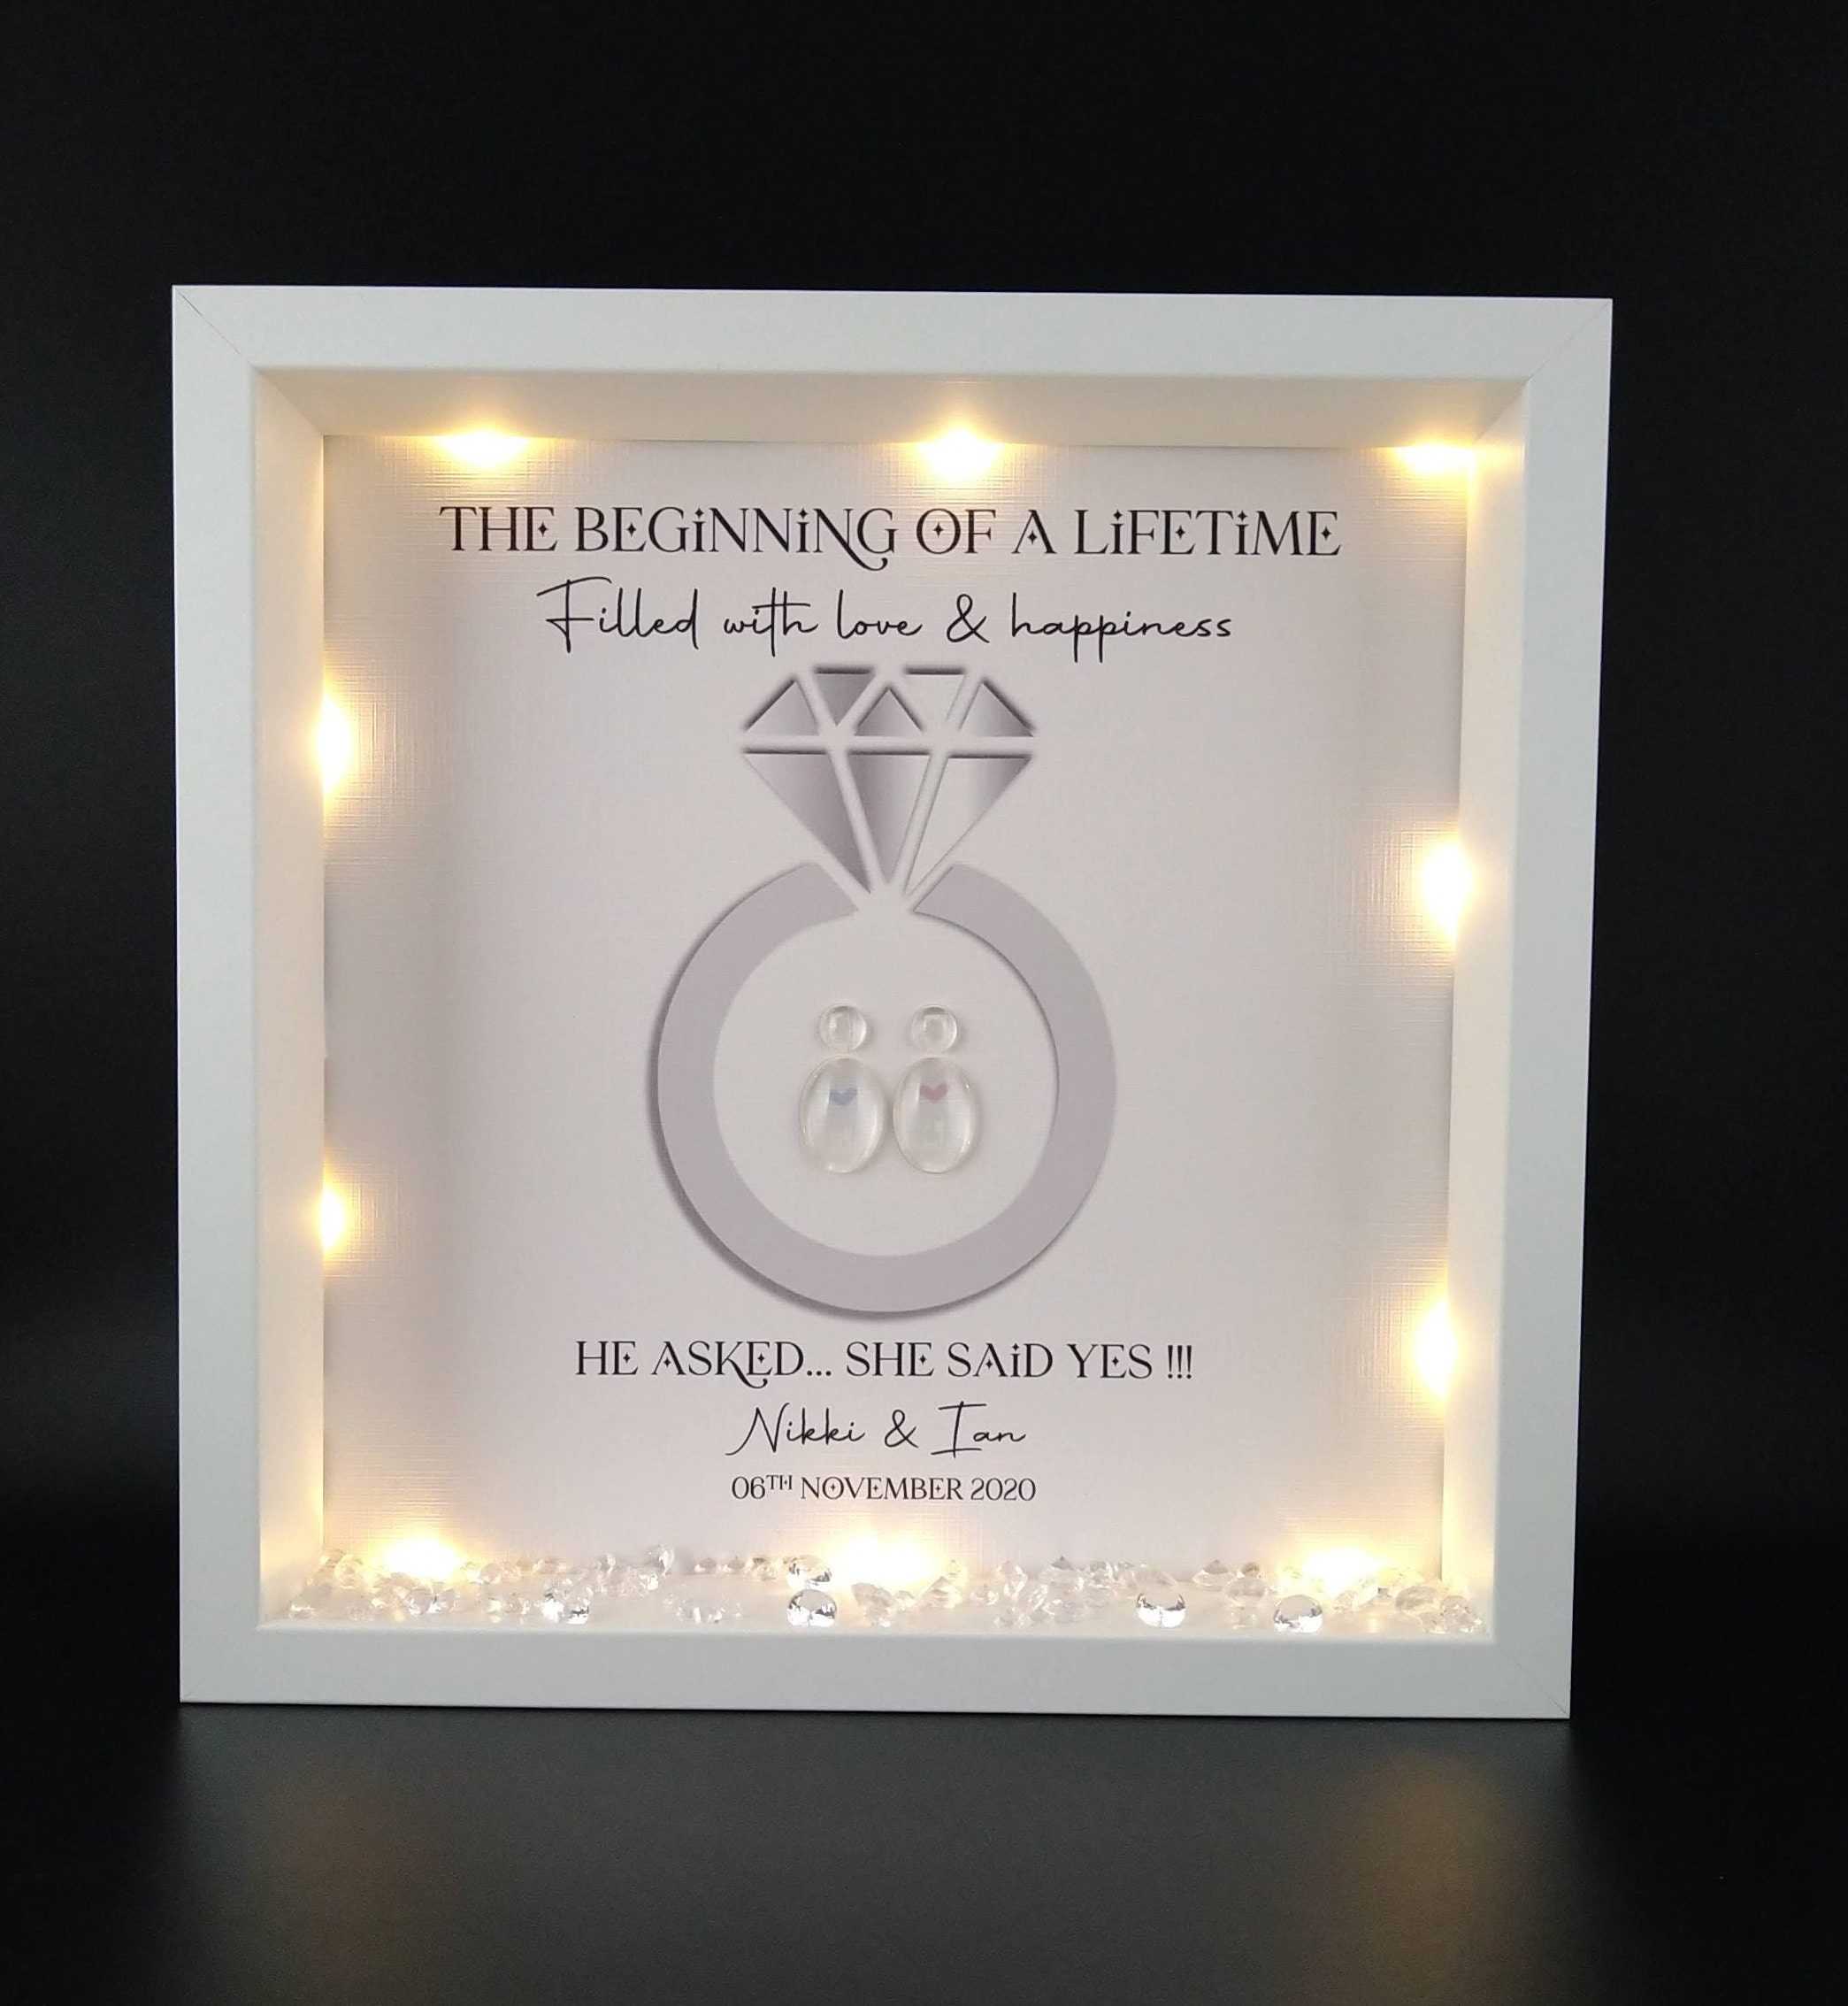 THE BEGiNNiNG OF A LiFETiME
Filled with love & happiness
HE ASKED... SHE SAiD YES !!!
Nikki & Ian
06TH NOVEMBER 2020